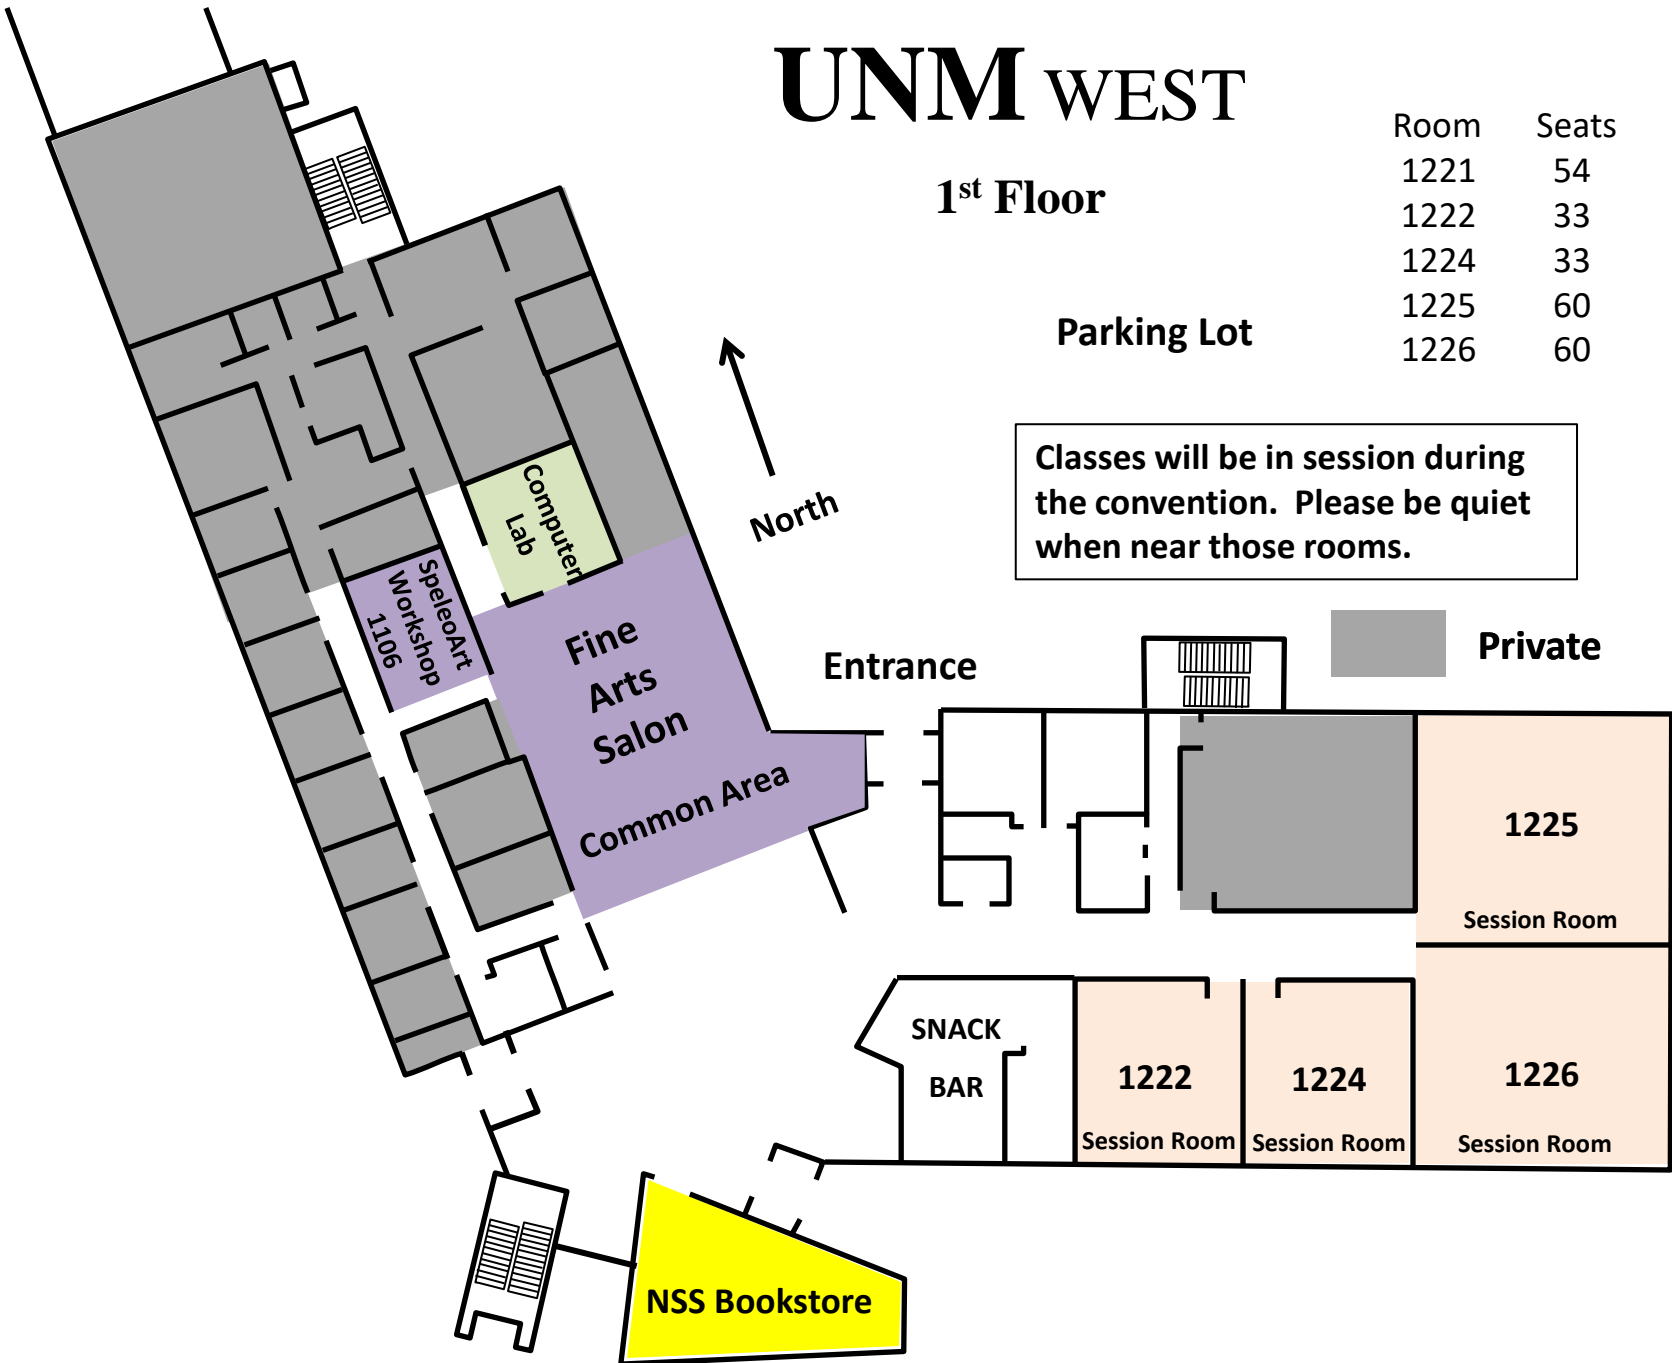 UNM WEST
1st Floor
Room Seats
1221 54
1222 33
1224 33
1225 60
1226 60
Parking Lot
Classes will be in session during
the convention.  Please be quiet
when near those rooms.
North
Computer
Lab
SpeleoArt
Workshop
1106
Fine
Arts
Salon
Common Area
Entrance
Private
1225
Session Room
SNACK
BAR
1222
Session Room
1224
Session Room
1226
Session Room
NSS Bookstore